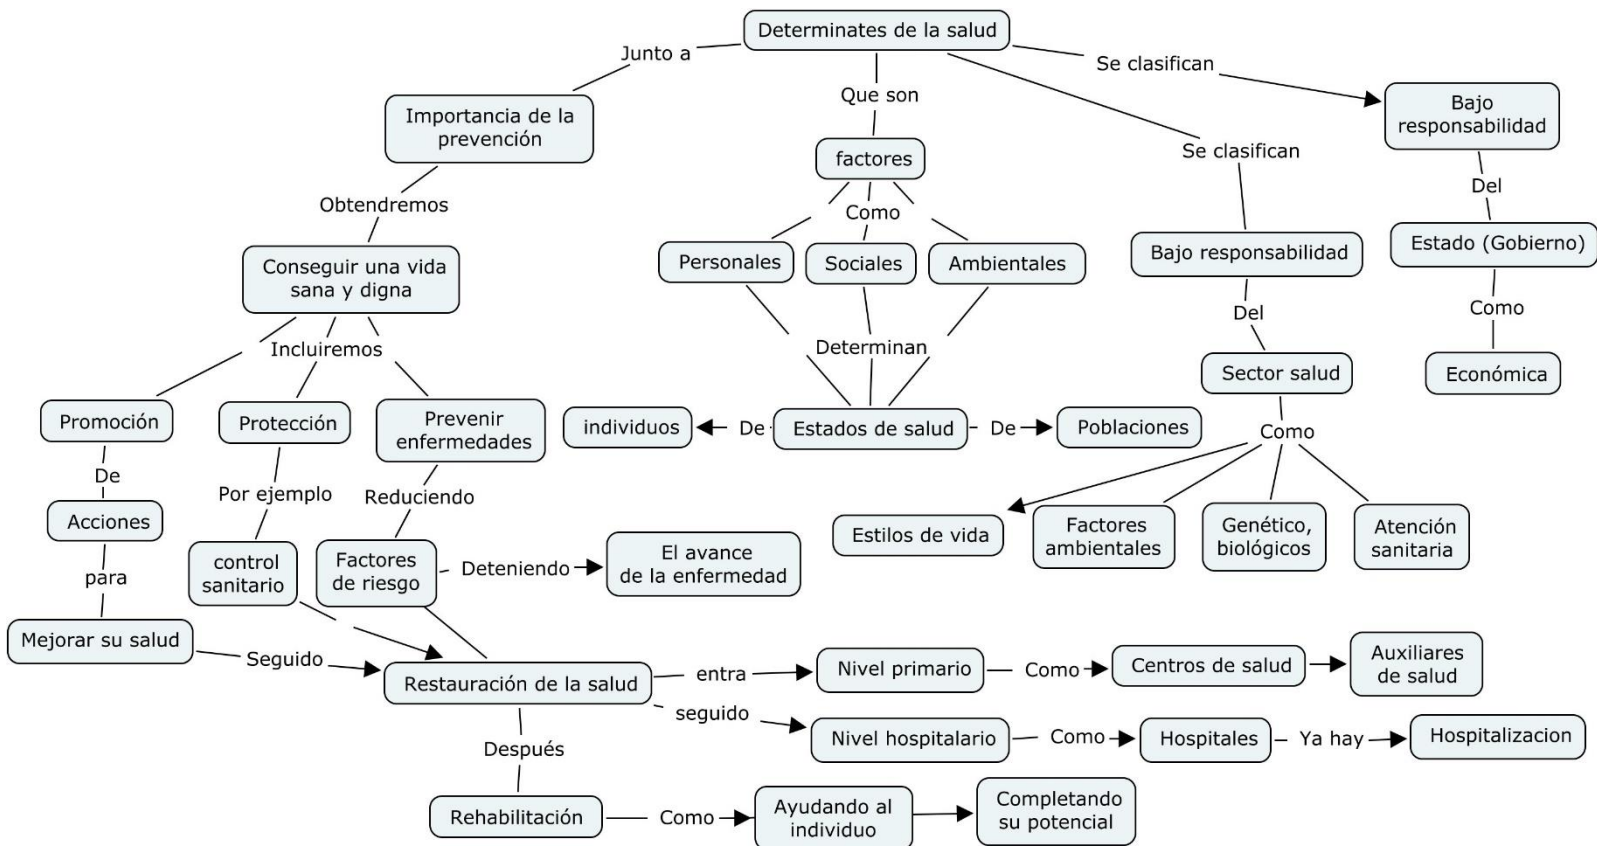 Determinates de la salud
Junto a
Se clasifican
Que son
Importancia de la
prevención
Bajo
responsabilidad
factores
Se clasifican
Del
Obtendremos
Como
Conseguir una vida
sana y digna
Personales
Sociales
Ambientales
Bajo responsabilidad
Estado (Gobierno)
Del
Como
Incluiremos
Determinan
Sector salud
Económica
Promoción
Protección
Prevenir
enfermedades
individuos
De
Estados de salud
De
Poblaciones
Como
De
Por ejemplo
Reduciendo
Acciones
Estilos de vida
Factores
ambientales
Genético,
biológicos
Atención
sanitaria
control
sanitario
Factores
de riesgo
Deteniendo
El avance
de la enfermedad
para
Mejorar su salud
Seguido
Restauración de la salud
entra
Nivel primario
Como
Centros de salud
Auxiliares
de salud
seguido
Nivel hospitalario
Como
Hospitales
Ya hay
Hospitalizacion
Después
Rehabilitación
Como
Ayudando al
individuo
Completando
su potencial